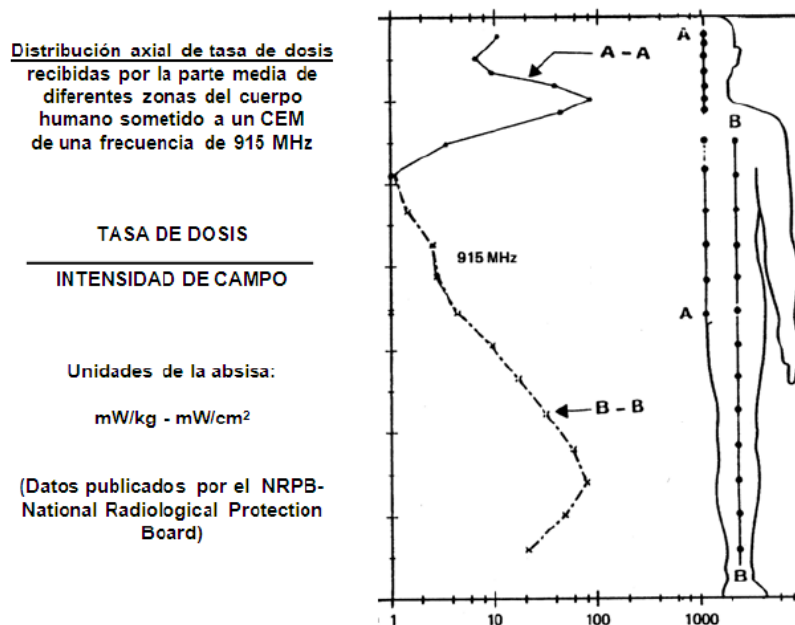 Distribución axial de tasa de dosis
recibidas por la parte media de
diferentes zonas del cuerpo
humano sometido a un CEM
de una frecuencia de 915 MHz
TASA DE DOSIS
INTENSIDAD DE CAMPO
Unidades de la absisa:
mW/kg - mW/cm²
(Datos publicados por el NRPB-
National Radiological Protection
Board)
A – A
915 MHz
B – B
A
B
A
B
1
10
100
1000